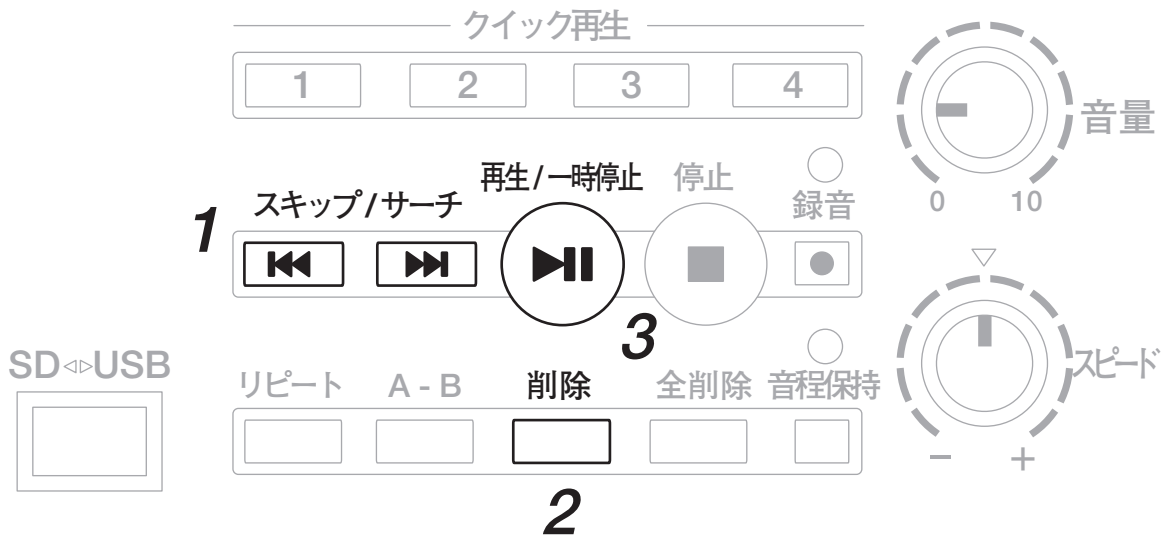 クイック再生
1 2 3 4
音量
0 10
再生/一時停止 停止
スキップ/サーチ
録音
1
3
SD◁▷USB
スピード
リピート A - B 削除 全削除 音程保持
− +
2